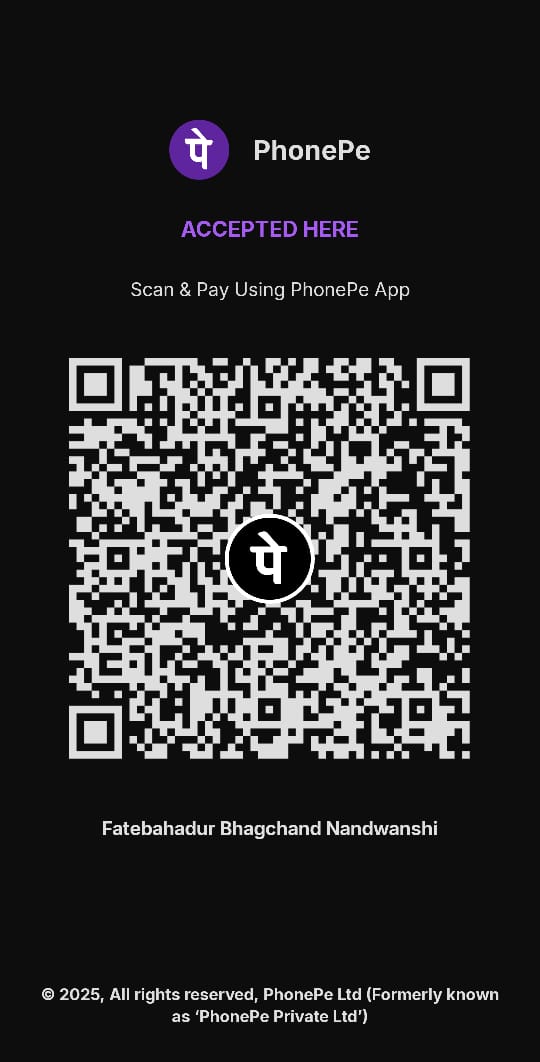 पे PhonePe
ACCEPTED HERE
Scan & Pay Using PhonePe App
पे
Fatebahadur Bhagchand Nandwanshi
© 2025, All rights reserved, PhonePe Ltd (Formerly known
as ‘PhonePe Private Ltd’)